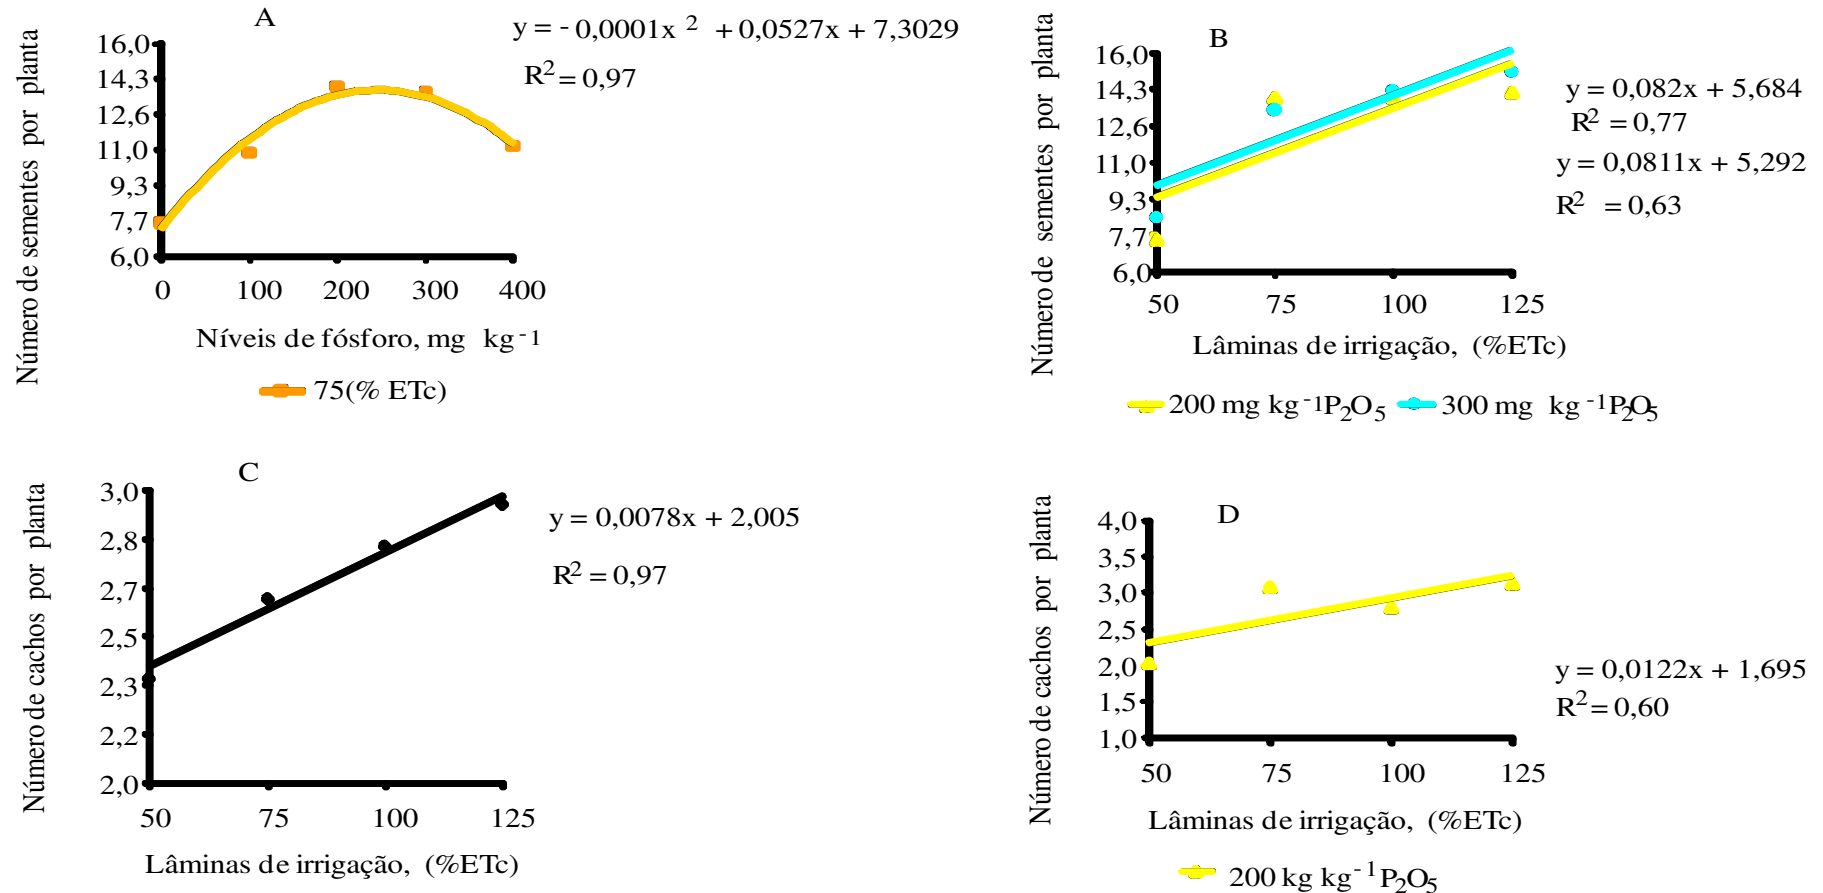 A
y = - 0,0001x 2 + 0,0527x + 7,3029
R2 = 0,97
Número de sementes por planta
16,0
14,3
12,6
11,0
9,3
7,7
6,0
0 100 200 300 400
Níveis de fósforo, mg kg -1
75(% ETc)
B
y = 0,082x + 5,684
R2 = 0,77
y = 0,0811x + 5,292
R2 = 0,63
Número de sementes por planta
16,0
14,3
12,6
11,0
9,3
7,7
6,0
50 75 100 125
Lâminas de irrigação, (%ETc)
200 mg kg -1P2O5 300 mg kg -1P2O5
C
y = 0,0078x + 2,005
R2 = 0,97
Número de cachos por planta
3,0
2,8
2,7
2,5
2,3
2,2
2,0
50 75 100 125
Lâminas de irrigação, (%ETc)
D
y = 0,0122x + 1,695
R2 = 0,60
Número de cachos por planta
4,0
3,5
3,0
2,5
2,0
1,5
1,0
50 75 100 125
Lâminas de irrigação, (%ETc)
200 kg kg -1P2O5